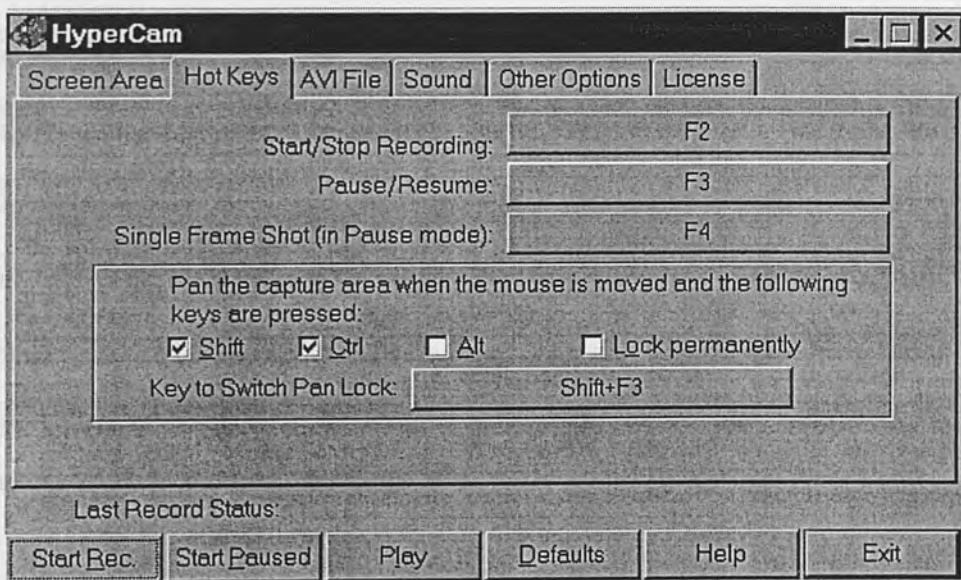 HyperCam
Screen Area Hot Keys AVI File Sound Other Options License
Start/Stop Recording: F2
Pause/Resume: F3
Single Frame Shot (in Pause mode): F4
Pan the capture area when the mouse is moved and the following
keys are pressed:
Shift Ctrl Alt Lock permanently
Key to Switch Pan Lock: Shift+F3
Last Record Status:
Start Rec. Start Paused Play Defaults Help Exit